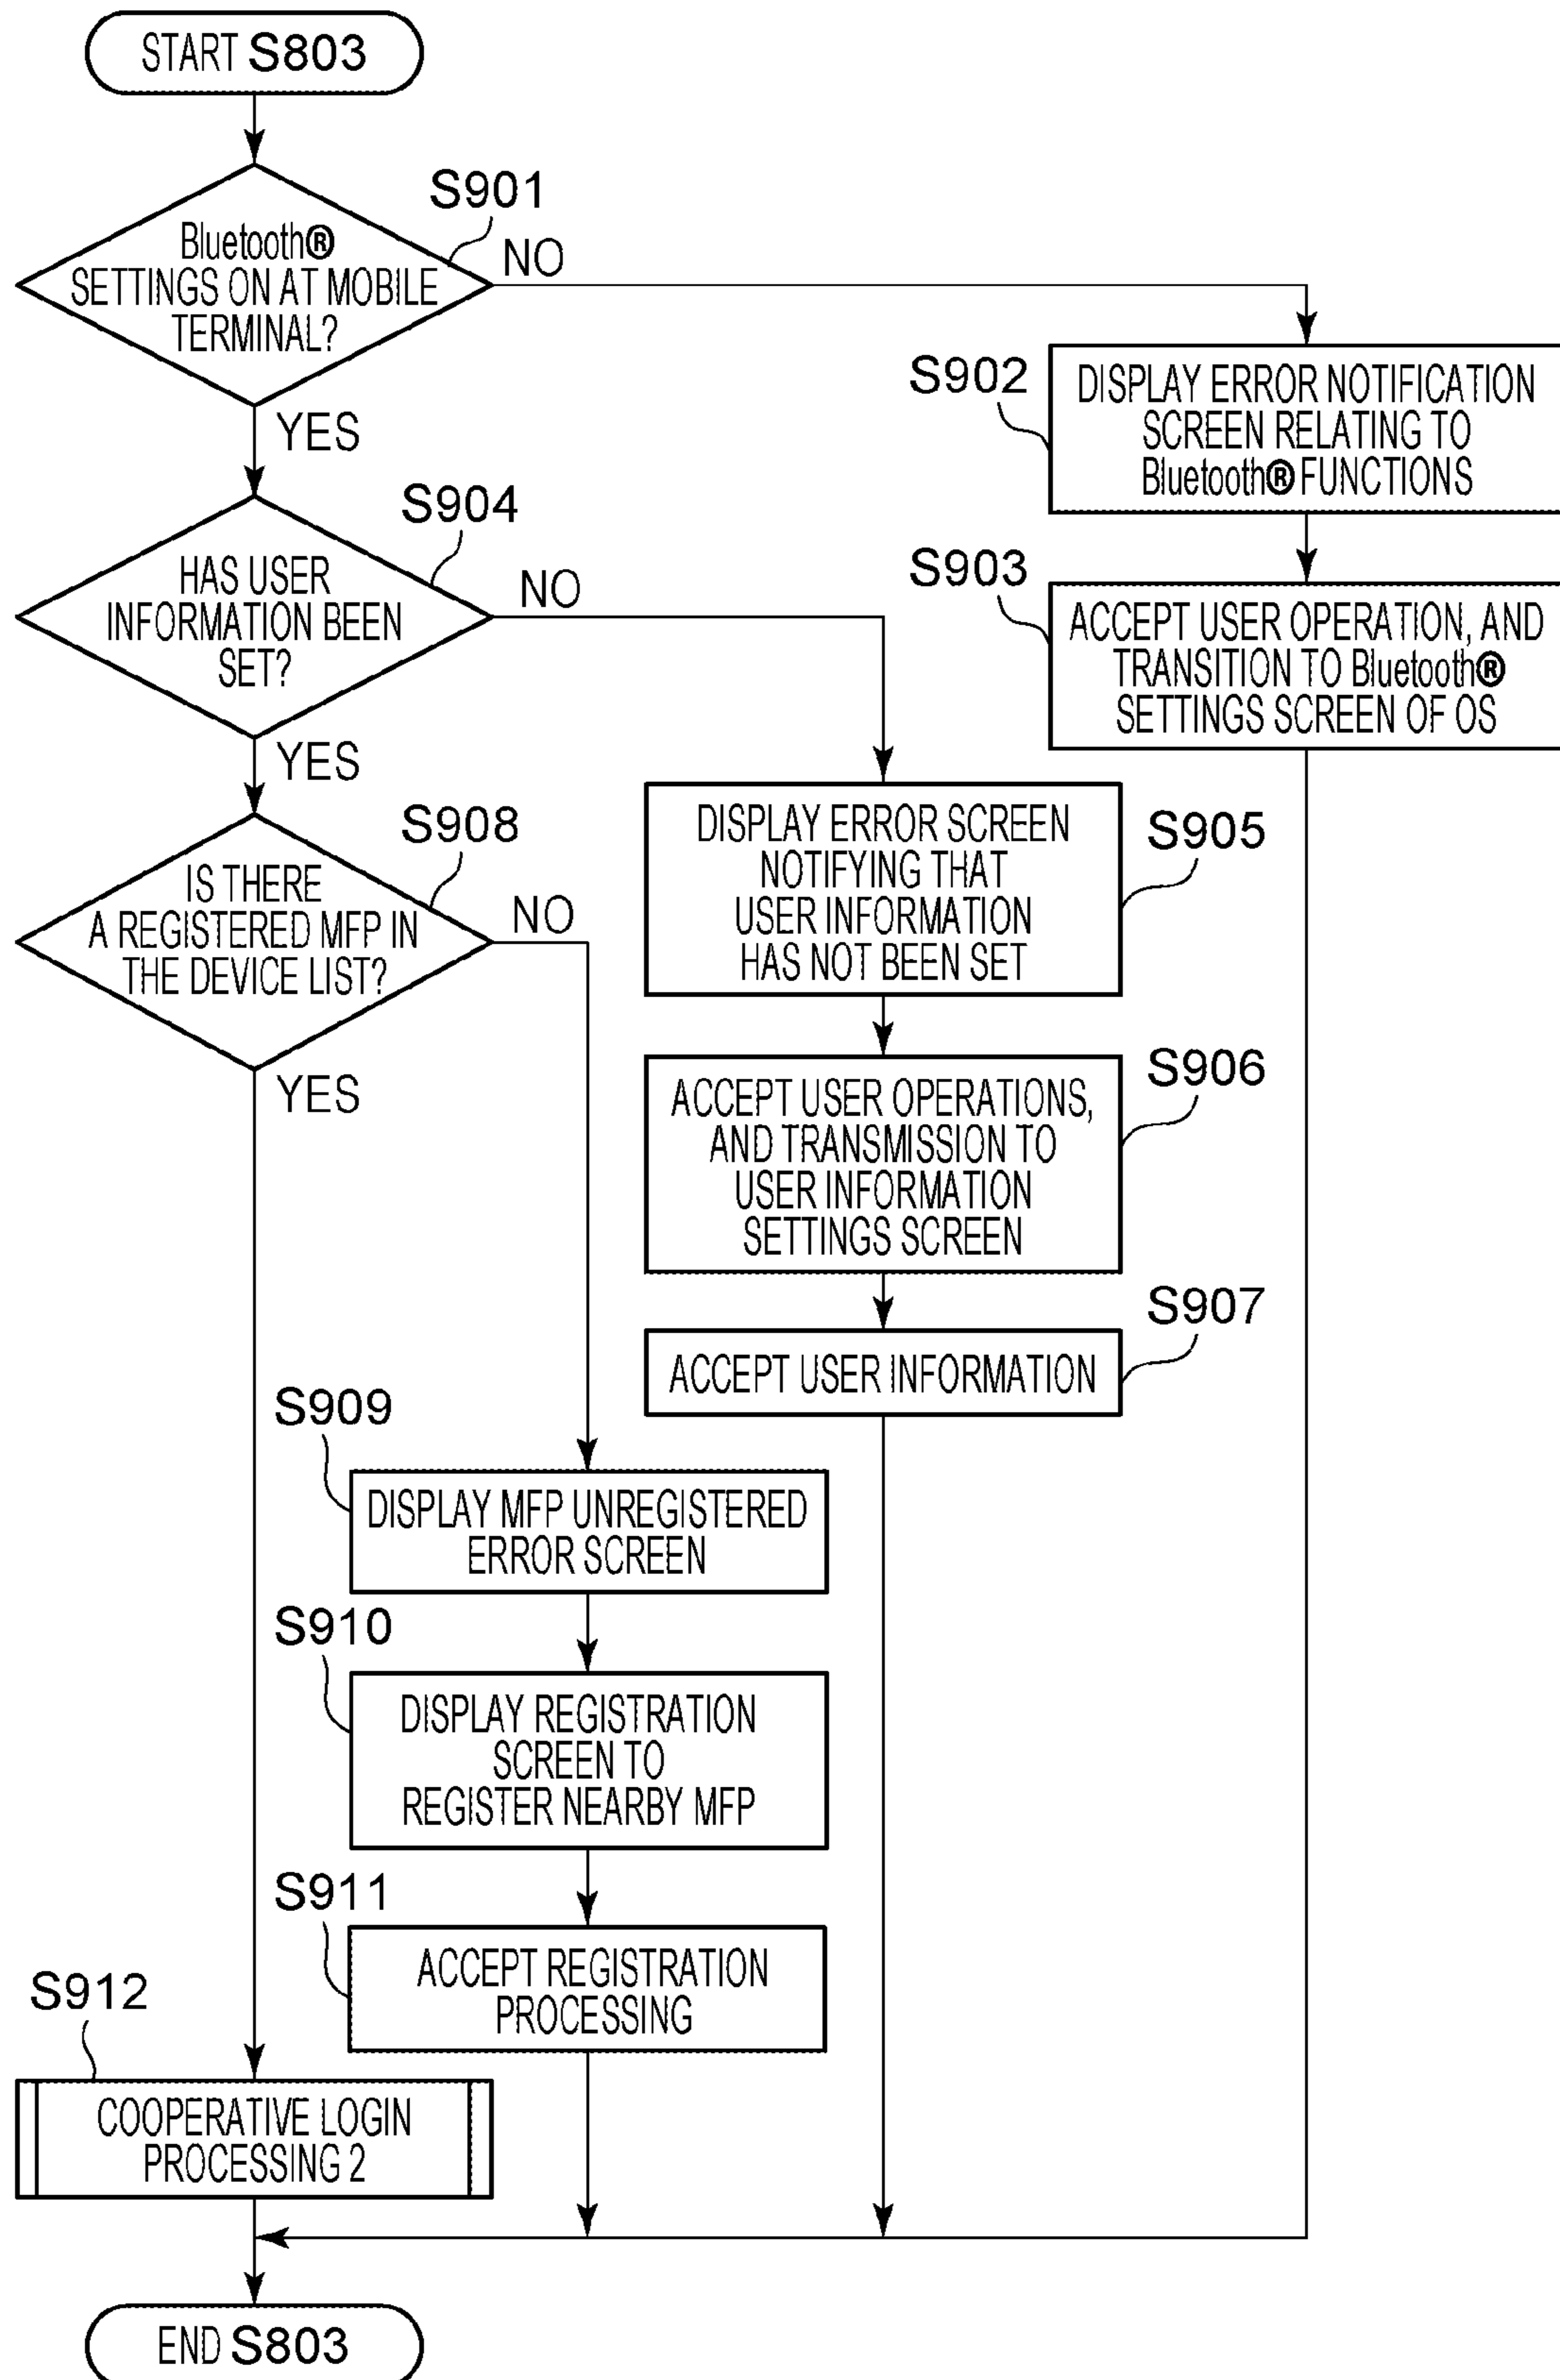 START S803
S901
Bluetooth®
SETTINGS ON AT MOBILE
TERMINAL?
NO
YES
S902
DISPLAY ERROR NOTIFICATION
SCREEN RELATING TO
Bluetooth® FUNCTIONS
S903
ACCEPT USER OPERATION, AND
TRANSITION TO Bluetooth®
SETTINGS SCREEN OF OS
S904
HAS USER
INFORMATION BEEN
SET?
NO
YES
S905
DISPLAY ERROR SCREEN
NOTIFYING THAT
USER INFORMATION
HAS NOT BEEN SET
S906
ACCEPT USER OPERATIONS,
AND TRANSMISSION TO
USER INFORMATION
SETTINGS SCREEN
S907
ACCEPT USER INFORMATION
S908
IS THERE
A REGISTERED MFP IN
THE DEVICE LIST?
NO
YES
S909
DISPLAY MFP UNREGISTERED
ERROR SCREEN
S910
DISPLAY REGISTRATION
SCREEN TO
REGISTER NEARBY MFP
S911
ACCEPT REGISTRATION
PROCESSING
S912
COOPERATIVE LOGIN
PROCESSING 2
END S803